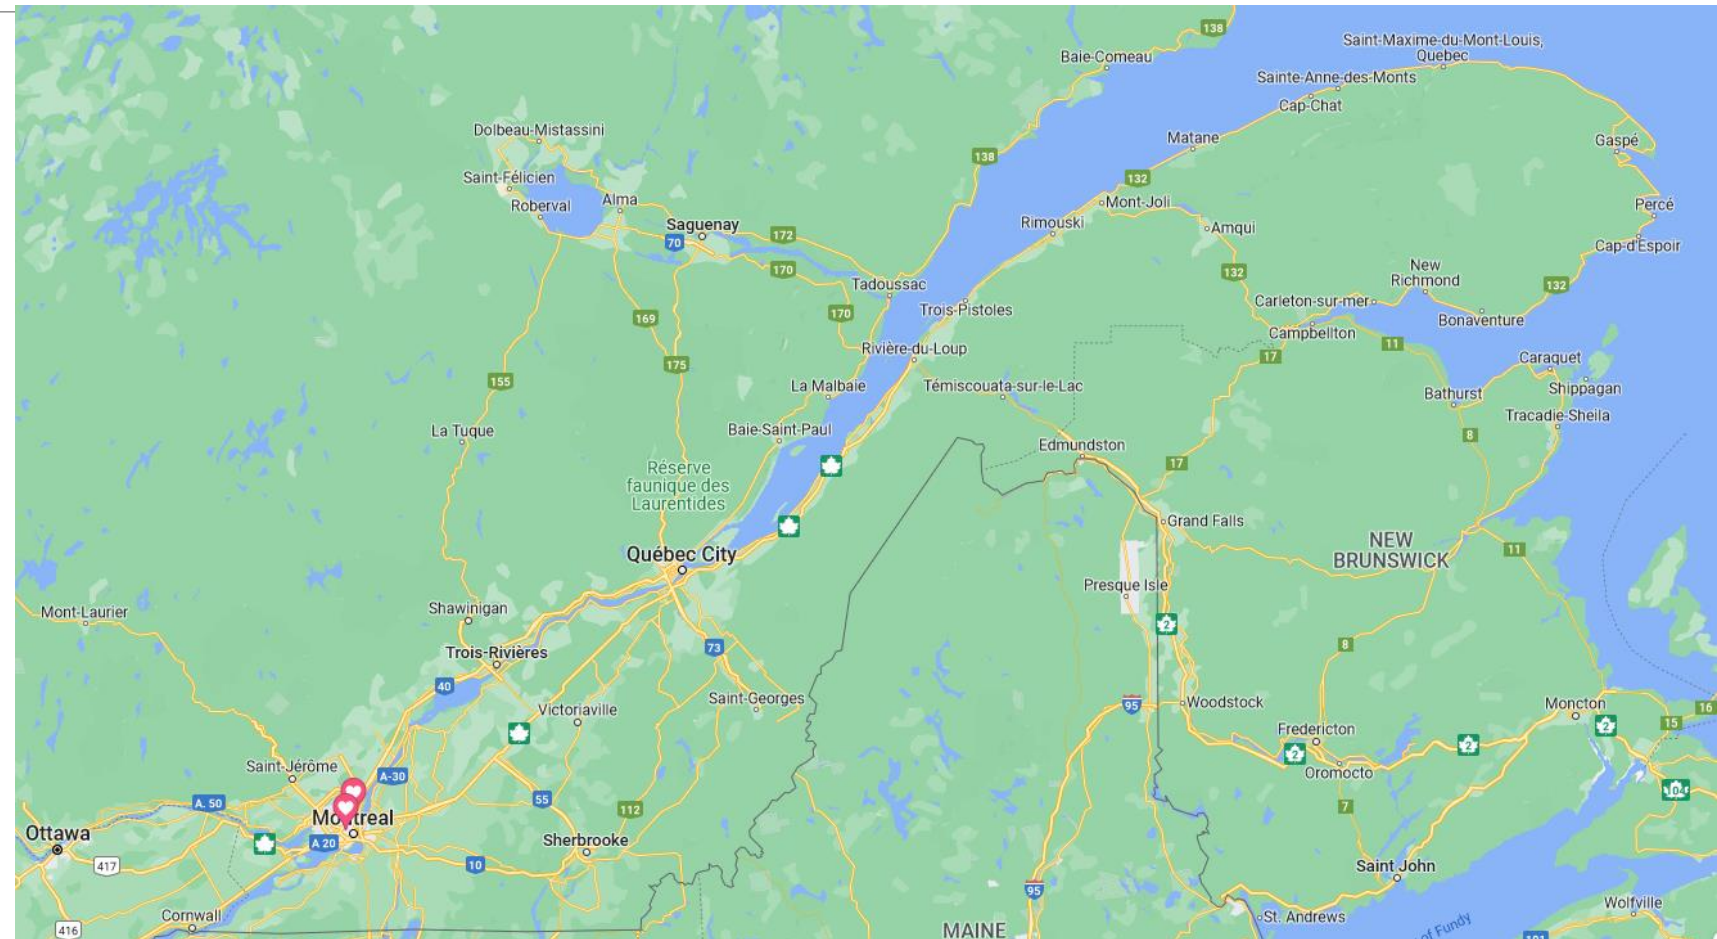 138
Baie-Comeau
Saint-Maxime-du-Mont-Louis,
Quebec
Sainte-Anne-des-Monts
Cap-Chat
Dolbeau-Mistassini
Matane
Gaspé
138
Saint-Félicien
132
Roberval
Alma
Mont-Joli
Percé
Saguenay
Rimouski
Amqui
70
172
Cap-d'Espoir
170
132
New
Richmond
Tadoussac
132
Trois-Pistoles
Carleton-sur-mer
170
169
Bonaventure
Campbellton
11
Rivière-du-Loup
17
Caraquet
175
155
La Malbaie
Témiscouata-sur-le-Lac
Bathurst
Shippagan
Tracadie-Sheila
La Tuque
Baie-Saint-Paul
8
Edmundston
17
Réserve
faunique des
Laurentides
Grand Falls
Québec City
NEW
BRUNSWICK
11
Presque Isle
Mont-Laurier
Shawinigan
2
8
73
Trois-Rivières
40
Saint-Georges
Victoriaville
95
Woodstock
Moncton
16
15
2
Fredericton
2
2
Saint-Jérôme
A-30
Oromocto
104
A. 50
55
112
7
Montreal
Ottawa
A 20
Sherbrooke
417
10
Saint John
95
Cornwall
St. Andrews
Wolfville
416
MAINE
of Fundy
101